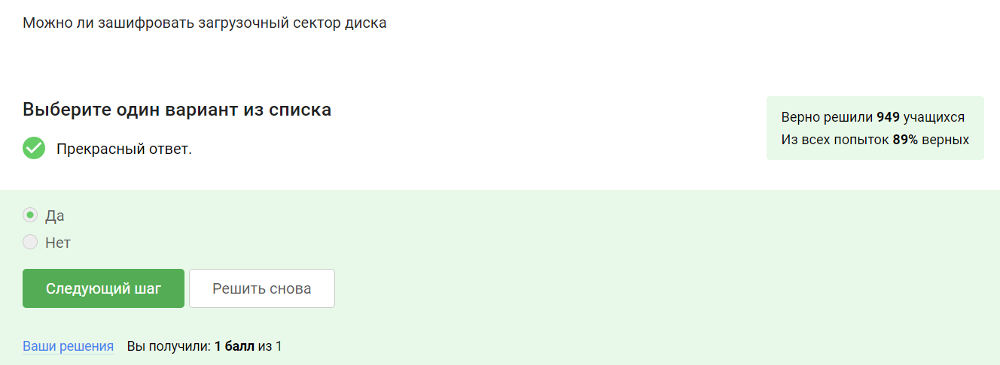 Можно ли зашифровать загрузочный сектор диска
Выберите один вариант из списка
Прекрасный ответ.
Верно решили 949 учащихся
Из всех попыток 89% верных
Да
Нет
Следующий шаг
Решить снова
Ваши решения Вы получили: 1 балл из 1